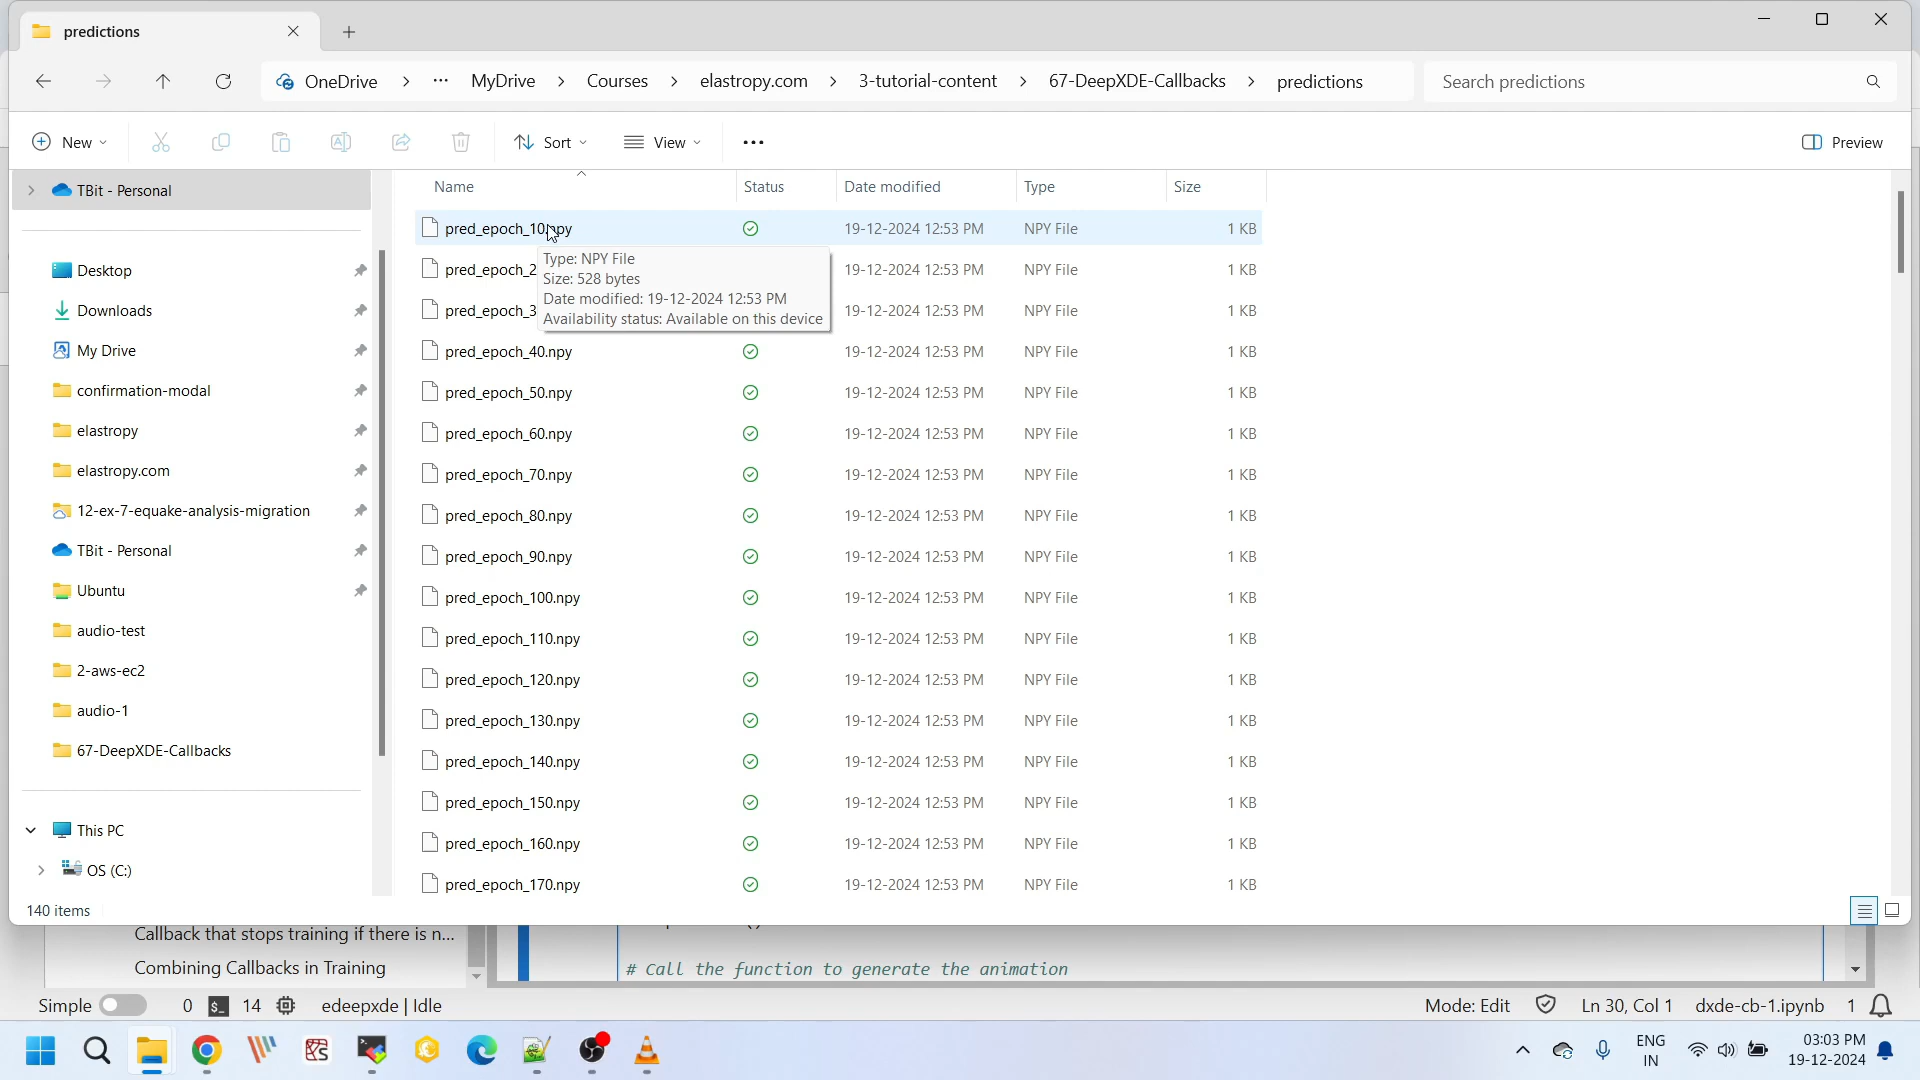 predictions
OneDrive > ... MyDrive > Courses > elastropy.com > 3-tutorial-content > 67-DeepXDE-Callbacks > predictions
Search predictions
New Sort View ... Preview
TBit - Personal
Desktop
Downloads
My Drive
confirmation-modal
elastropy
elastropy.com
12-ex-7-equake-analysis-migration
TBit - Personal
Ubuntu
audio-test
2-aws-ec2
audio-1
67-DeepXDE-Callbacks
This PC
OS (C:)
Name Status Date modified Type Size
pred_epoch_10.npy 19-12-2024 12:53 PM NPY File 1 KB
pred_epoch_2 19-12-2024 12:53 PM NPY File 1 KB
pred_epoch_3 19-12-2024 12:53 PM NPY File 1 KB
Type: NPY File
Size: 528 bytes
Date modified: 19-12-2024 12:53 PM
Availability status: Available on this device
pred_epoch_40.npy 19-12-2024 12:53 PM NPY File 1 KB
pred_epoch_50.npy 19-12-2024 12:53 PM NPY File 1 KB
pred_epoch_60.npy 19-12-2024 12:53 PM NPY File 1 KB
pred_epoch_70.npy 19-12-2024 12:53 PM NPY File 1 KB
pred_epoch_80.npy 19-12-2024 12:53 PM NPY File 1 KB
pred_epoch_90.npy 19-12-2024 12:53 PM NPY File 1 KB
pred_epoch_100.npy 19-12-2024 12:53 PM NPY File 1 KB
pred_epoch_110.npy 19-12-2024 12:53 PM NPY File 1 KB
pred_epoch_120.npy 19-12-2024 12:53 PM NPY File 1 KB
pred_epoch_130.npy 19-12-2024 12:53 PM NPY File 1 KB
pred_epoch_140.npy 19-12-2024 12:53 PM NPY File 1 KB
pred_epoch_150.npy 19-12-2024 12:53 PM NPY File 1 KB
pred_epoch_160.npy 19-12-2024 12:53 PM NPY File 1 KB
pred_epoch_170.npy 19-12-2024 12:53 PM NPY File 1 KB
140 items
Callback that stops training if there is n...
Combining Callbacks in Training
# Call the function to generate the animation
Simple 0 14 edeepxde | Idle Mode: Edit Ln 30, Col 1 dxde-cb-1.ipynb 1
ENG
IN
03:03 PM
19-12-2024